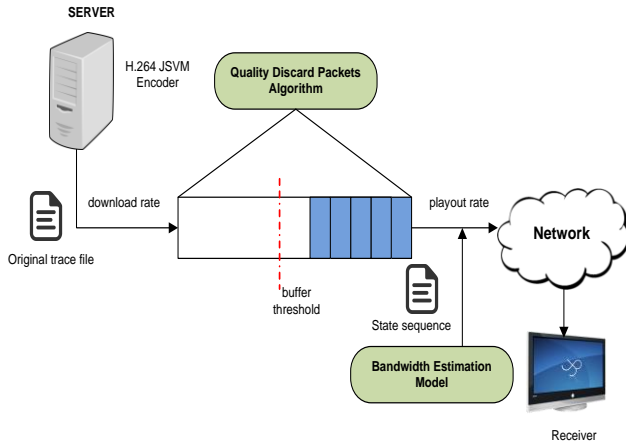 SERVER
H.264 JSVM
Encoder
Quality Discard Packets
Algorithm
download rate
playout rate
Original trace file
buffer
threshold
State sequence
Network
Bandwidth Estimation
Model
Receiver